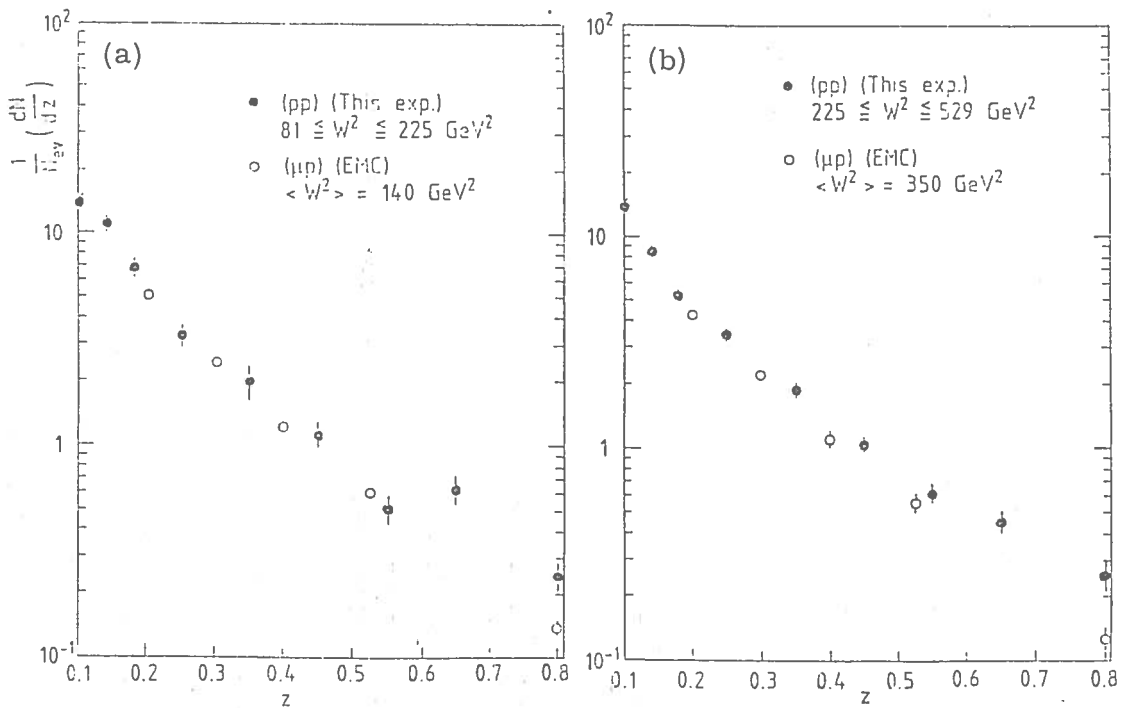 (a)
10²
10
1
10⁻¹
1/N_ev (dN/dz)
● (pp) (This exp.)
81 ≦ W² ≦ 225 GeV²
○ (μp) (EMC)
< W² > = 140 GeV²
0.1 0.2 0.3 0.4 0.5 0.6 0.7 0.8
z
(b)
10²
10
1
10⁻¹
● (pp) (This exp.)
225 ≦ W² ≦ 529 GeV²
○ (μp) (EMC)
< W² > = 350 GeV²
0.1 0.2 0.3 0.4 0.5 0.6 0.7 0.8
z